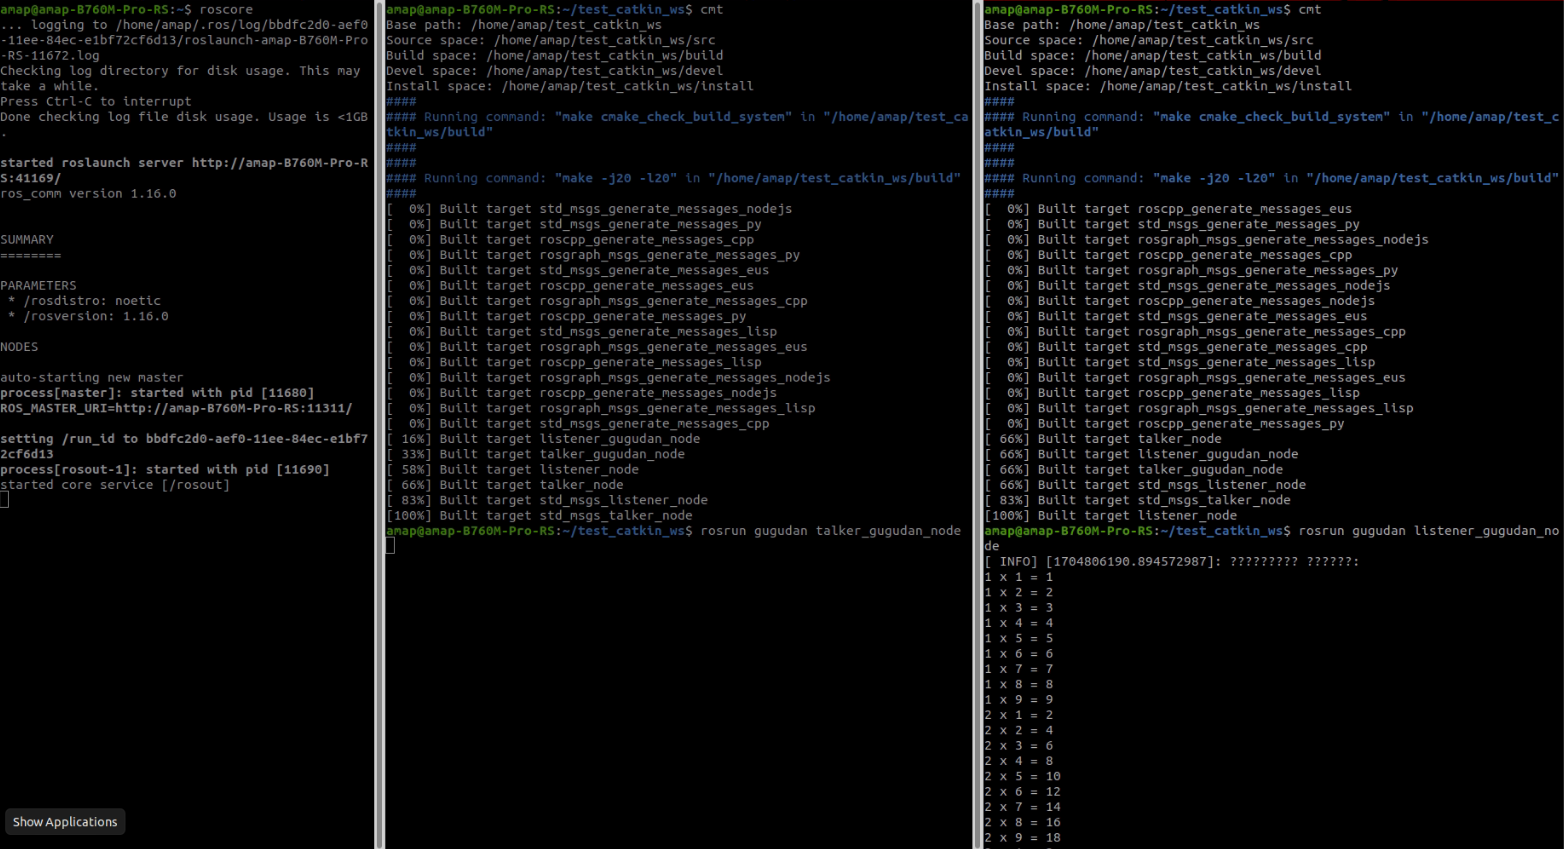 amap@amap-B760M-Pro-RS:~$ roscore
... logging to /home/amap/.ros/log/bbdfc2d0-aef0
-11ee-84ec-e1bf72cf6d13/roslaunch-amap-B760M-Pro
-RS-11672.log
Checking log directory for disk usage. This may
take a while.
Press Ctrl-C to interrupt
Done checking log file disk usage. Usage is <1GB
.
started roslaunch server http://amap-B760M-Pro-R
S:41169/
ros_comm version 1.16.0
SUMMARY
========
PARAMETERS
 * /rosdistro: noetic
 * /rosversion: 1.16.0
NODES
auto-starting new master
process[master]: started with pid [11680]
ROS_MASTER_URI=http://amap-B760M-Pro-RS:11311/
setting /run_id to bbdfc2d0-aef0-11ee-84ec-e1bf7
2cf6d13
process[rosout-1]: started with pid [11690]
started core service [/rosout]
Show Applications
amap@amap-B760M-Pro-RS:~/test_catkin_ws$ cmt
Base path: /home/amap/test_catkin_ws
Source space: /home/amap/test_catkin_ws/src
Build space: /home/amap/test_catkin_ws/build
Devel space: /home/amap/test_catkin_ws/devel
Install space: /home/amap/test_catkin_ws/install
####
#### Running command: "make cmake_check_build_system" in "/home/amap/test_ca
tkin_ws/build"
####
####
#### Running command: "make -j20 -l20" in "/home/amap/test_catkin_ws/build"
####
[  0%] Built target std_msgs_generate_messages_nodejs
[  0%] Built target std_msgs_generate_messages_py
[  0%] Built target roscpp_generate_messages_cpp
[  0%] Built target rosgraph_msgs_generate_messages_py
[  0%] Built target std_msgs_generate_messages_eus
[  0%] Built target roscpp_generate_messages_eus
[  0%] Built target rosgraph_msgs_generate_messages_cpp
[  0%] Built target roscpp_generate_messages_py
[  0%] Built target std_msgs_generate_messages_lisp
[  0%] Built target rosgraph_msgs_generate_messages_eus
[  0%] Built target roscpp_generate_messages_lisp
[  0%] Built target rosgraph_msgs_generate_messages_nodejs
[  0%] Built target roscpp_generate_messages_nodejs
[  0%] Built target rosgraph_msgs_generate_messages_lisp
[  0%] Built target std_msgs_generate_messages_cpp
[ 16%] Built target listener_gugudan_node
[ 33%] Built target talker_gugudan_node
[ 58%] Built target listener_node
[ 66%] Built target talker_node
[ 83%] Built target std_msgs_listener_node
[100%] Built target std_msgs_talker_node
amap@amap-B760M-Pro-RS:~/test_catkin_ws$ rosrun gugudan talker_gugudan_node
amap@amap-B760M-Pro-RS:~/test_catkin_ws$ cmt
Base path: /home/amap/test_catkin_ws
Source space: /home/amap/test_catkin_ws/src
Build space: /home/amap/test_catkin_ws/build
Devel space: /home/amap/test_catkin_ws/devel
Install space: /home/amap/test_catkin_ws/install
####
#### Running command: "make cmake_check_build_system" in "/home/amap/test_c
atkin_ws/build"
####
####
#### Running command: "make -j20 -l20" in "/home/amap/test_catkin_ws/build"
####
[  0%] Built target roscpp_generate_messages_eus
[  0%] Built target std_msgs_generate_messages_py
[  0%] Built target rosgraph_msgs_generate_messages_nodejs
[  0%] Built target roscpp_generate_messages_cpp
[  0%] Built target rosgraph_msgs_generate_messages_py
[  0%] Built target std_msgs_generate_messages_nodejs
[  0%] Built target roscpp_generate_messages_nodejs
[  0%] Built target std_msgs_generate_messages_eus
[  0%] Built target rosgraph_msgs_generate_messages_cpp
[  0%] Built target std_msgs_generate_messages_cpp
[  0%] Built target std_msgs_generate_messages_lisp
[  0%] Built target rosgraph_msgs_generate_messages_eus
[  0%] Built target roscpp_generate_messages_lisp
[  0%] Built target rosgraph_msgs_generate_messages_lisp
[  0%] Built target roscpp_generate_messages_py
[ 66%] Built target talker_node
[ 66%] Built target listener_gugudan_node
[ 66%] Built target talker_gugudan_node
[ 66%] Built target std_msgs_listener_node
[ 83%] Built target std_msgs_talker_node
[100%] Built target listener_node
amap@amap-B760M-Pro-RS:~/test_catkin_ws$ rosrun gugudan listener_gugudan_no
de
[ INFO] [1704806190.894572987]: ????????? ??????:
1 x 1 = 1
1 x 2 = 2
1 x 3 = 3
1 x 4 = 4
1 x 5 = 5
1 x 6 = 6
1 x 7 = 7
1 x 8 = 8
1 x 9 = 9
2 x 1 = 2
2 x 2 = 4
2 x 3 = 6
2 x 4 = 8
2 x 5 = 10
2 x 6 = 12
2 x 7 = 14
2 x 8 = 16
2 x 9 = 18